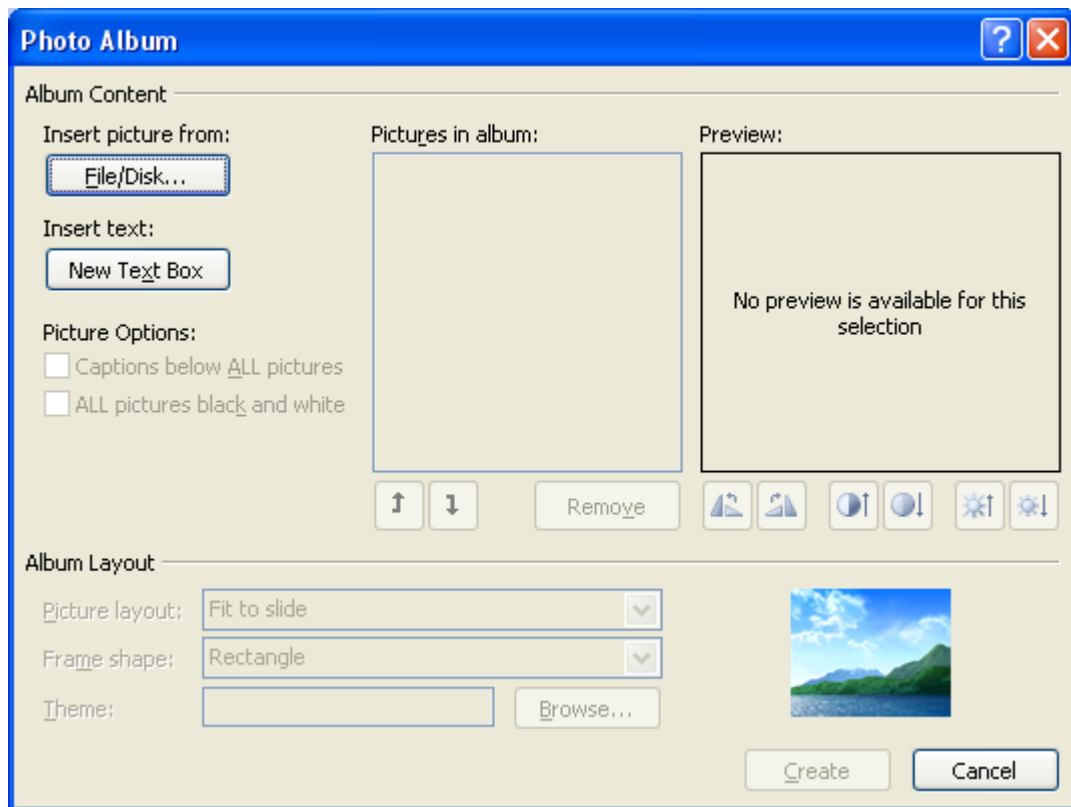 Photo Album
Album Content
Insert picture from:
File/Disk...
Insert text:
New Text Box
Picture Options:
Captions below ALL pictures
ALL pictures black and white
Pictures in album:
Remove
Preview:
No preview is available for this
selection
Album Layout
Picture layout:
Fit to slide
Frame shape:
Rectangle
Theme:
Browse...
Create
Cancel